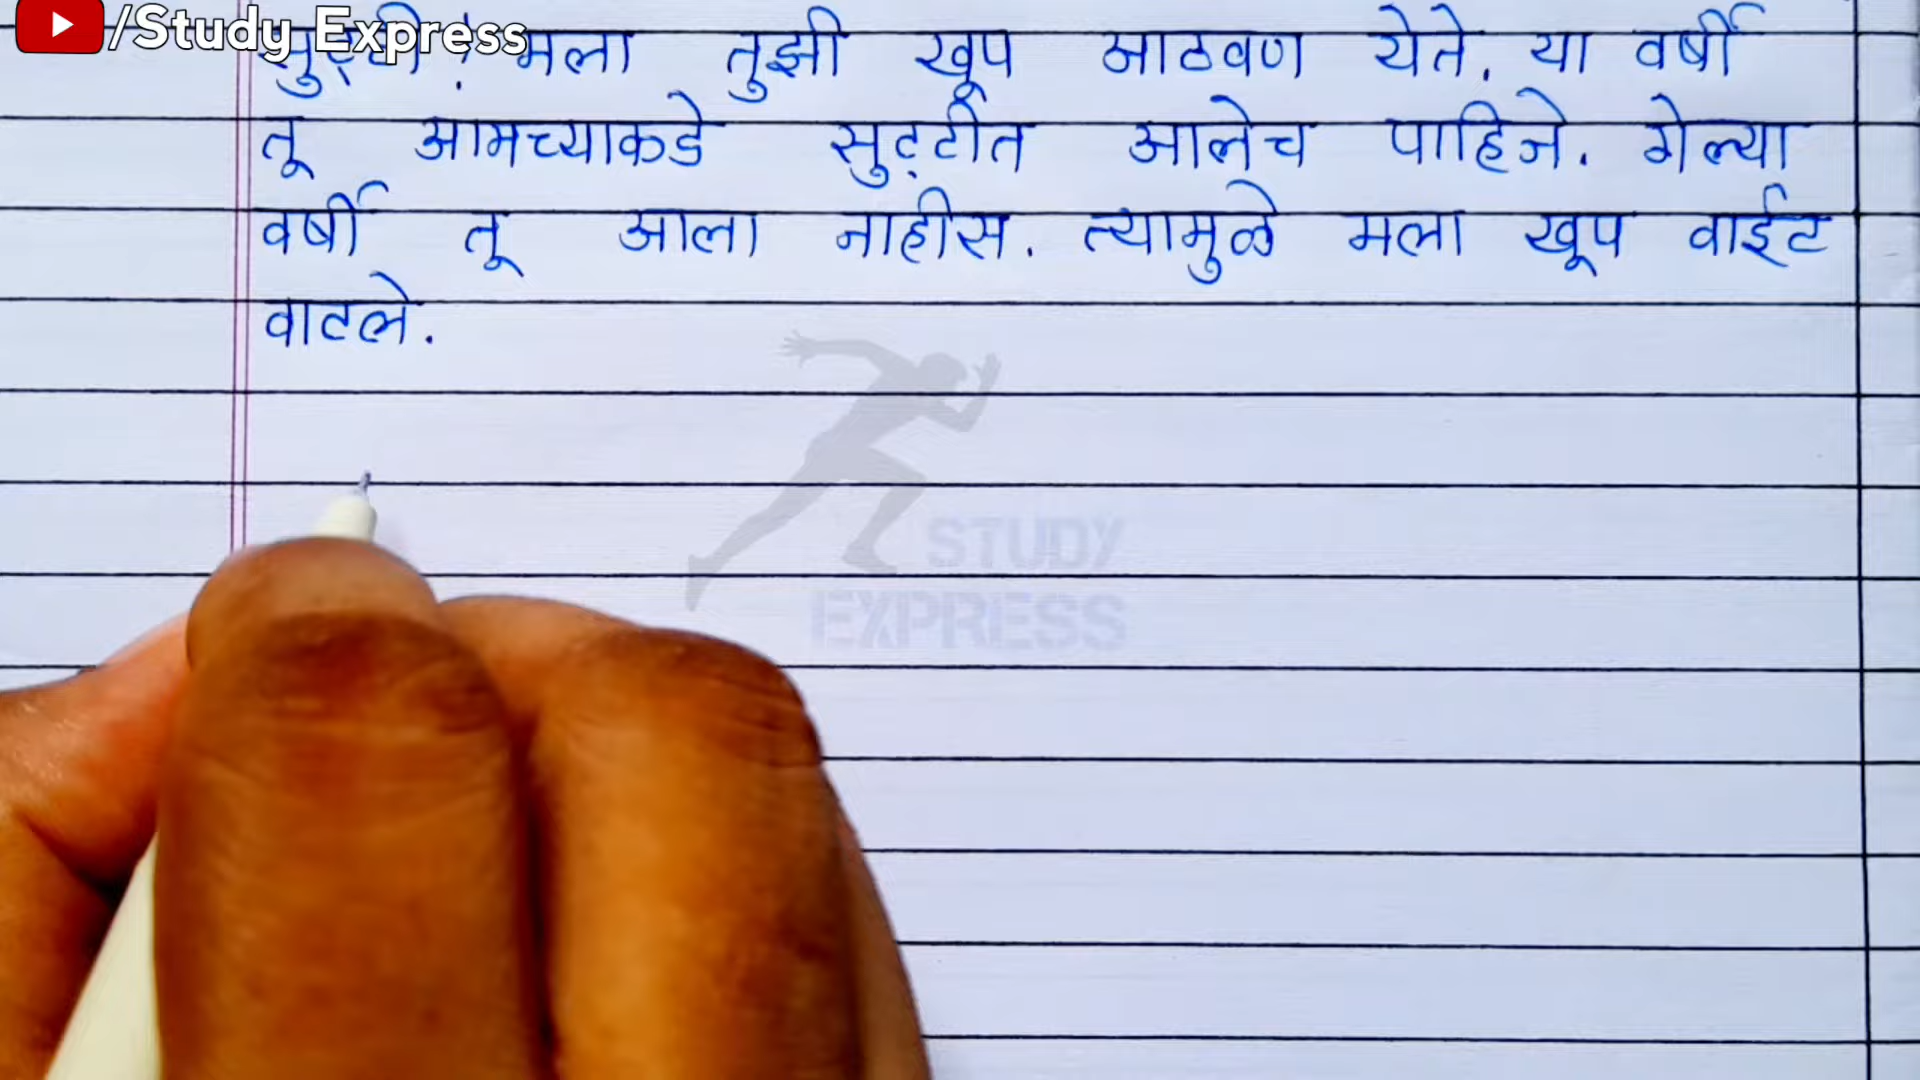 /Study Express
सुट्टी! मला तुझी खूप आठवण येते. या वर्षी
तू आमच्याकडे सुट्टीत आलेच पाहिजे. गेल्या
वर्षी तू आला नाहीस. त्यामुळे मला खूप वाईट
वाटले.
STUDY
EXPRESS